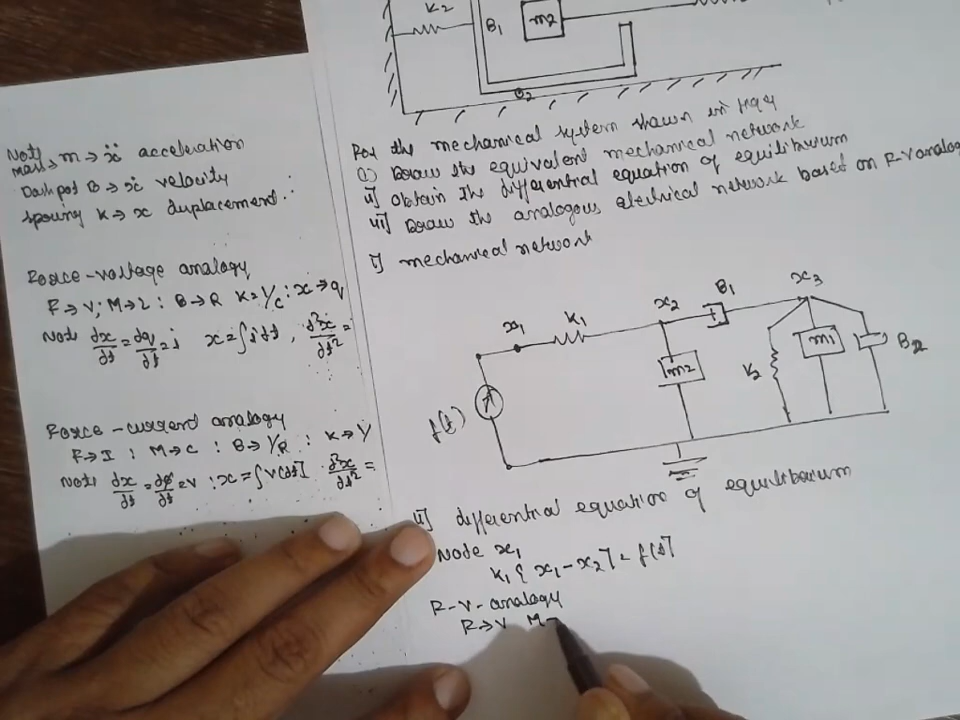 K2
B1
m2
B2
Note
mass → m → ẍ acceleration
Dashpot B → ẋ velocity
spring K → x displacement.
Force-voltage analogy
F → V; M → L : B → R K = 1/C : x → q
Note dx/dt = dq/dt = i x = ∫i dt, d²x/dt² =
Force-current analogy
F → I : M → C : B → 1/R : K → Y
Note dx/dt = dφ/dt = v : x = ∫v(dt] d²x/dt² =
For the mechanical system shown in
i) Draw the equivalent mechanical network
ii] Obtain the differential equation of equilibrium
iii] Draw the analogous electrical network based on F-V analog
i] mechanical network
x1
K1
x2
B1
x3
f(t)
m2
K2
m1
B2
ii] differential equation of equilibrium
Node x1
K1 { x1 - x2 ] = f(t]
F-V-analogy
F → V M -